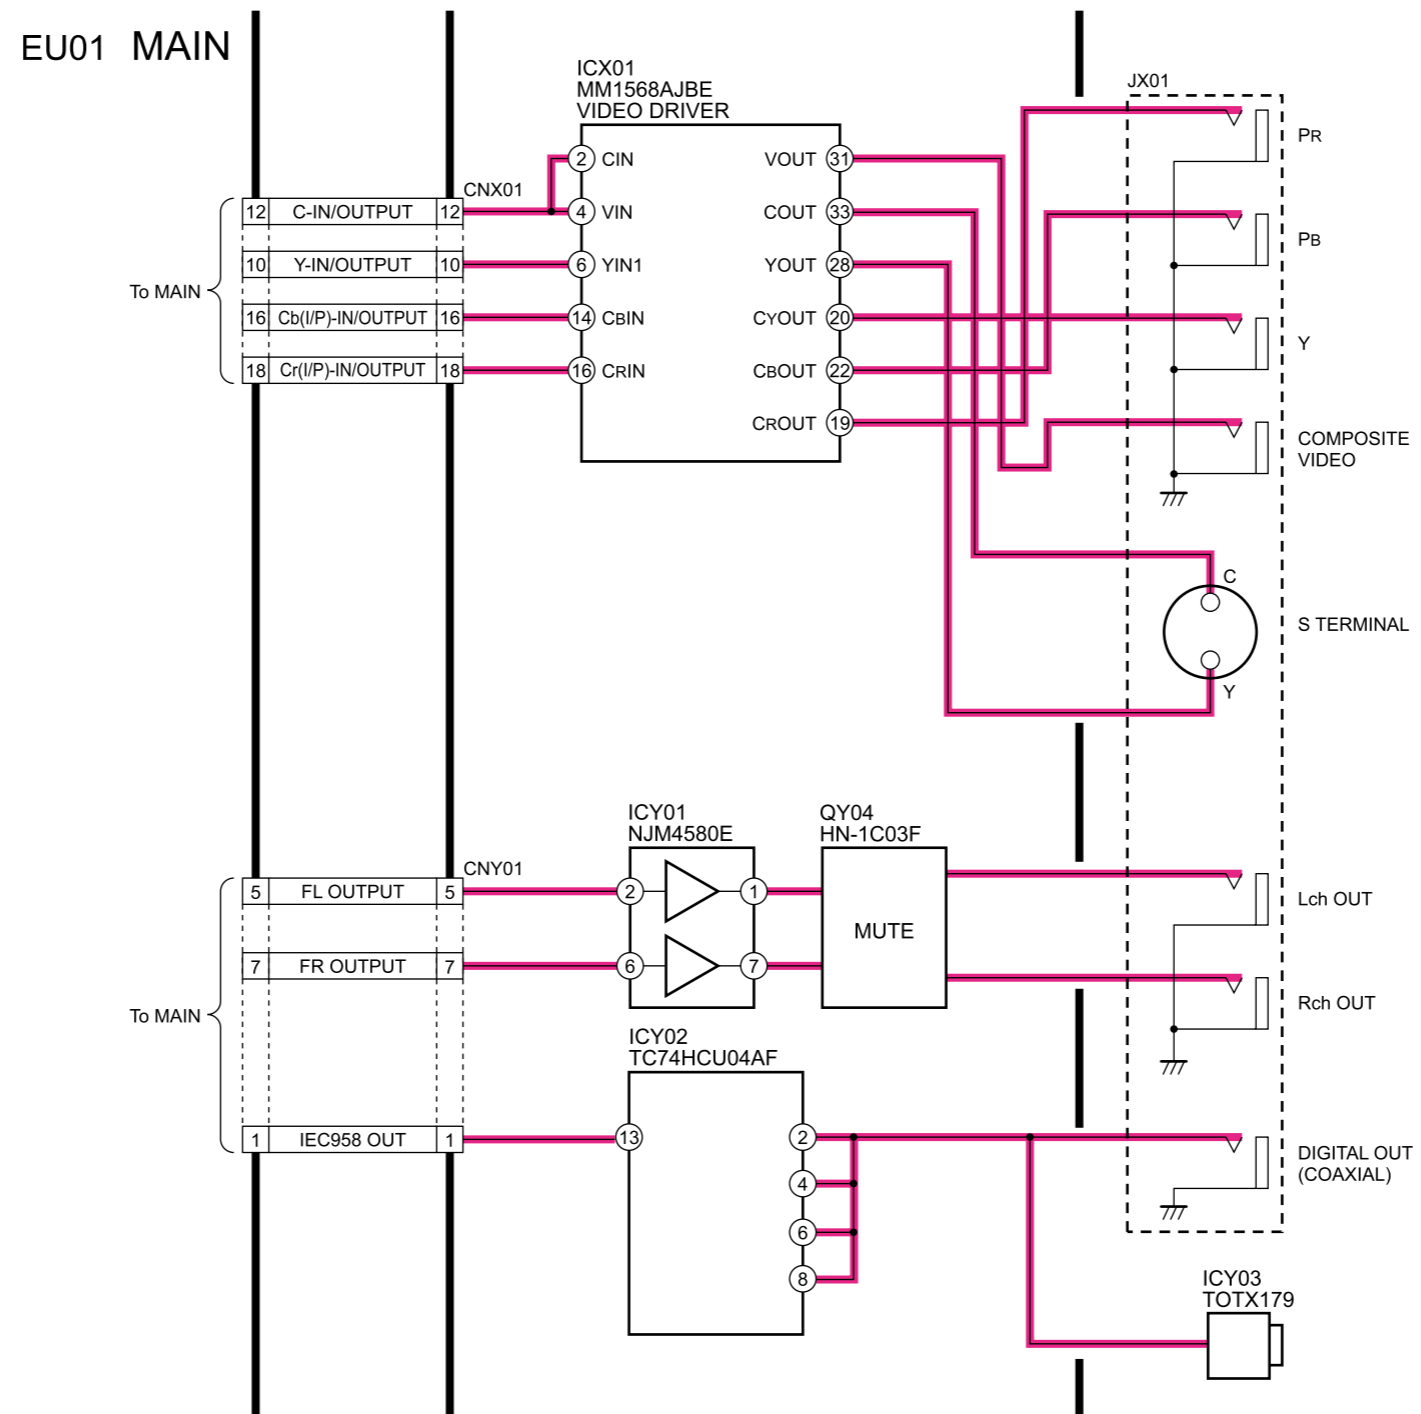 EU01 MAIN
ICX01
MM1568AJBE
VIDEO DRIVER
JX01
CNX01
To MAIN
12 C-IN/OUTPUT 12
10 Y-IN/OUTPUT 10
16 Cb(I/P)-IN/OUTPUT 16
18 Cr(I/P)-IN/OUTPUT 18
2 CIN
4 VIN
6 YIN1
14 CBIN
16 CRIN
VOUT 31
COUT 33
YOUT 28
CYOUT 20
CBOUT 22
CROUT 19
PR
PB
Y
COMPOSITE
VIDEO
C
S TERMINAL
Y
ICY01
NJM4580E
QY04
HN-1C03F
CNY01
To MAIN
5 FL OUTPUT 5
7 FR OUTPUT 7
1 IEC958 OUT 1
2 1
6 7
MUTE
Lch OUT
Rch OUT
ICY02
TC74HCU04AF
13 2
4
6
8
DIGITAL OUT
(COAXIAL)
ICY03
TOTX179